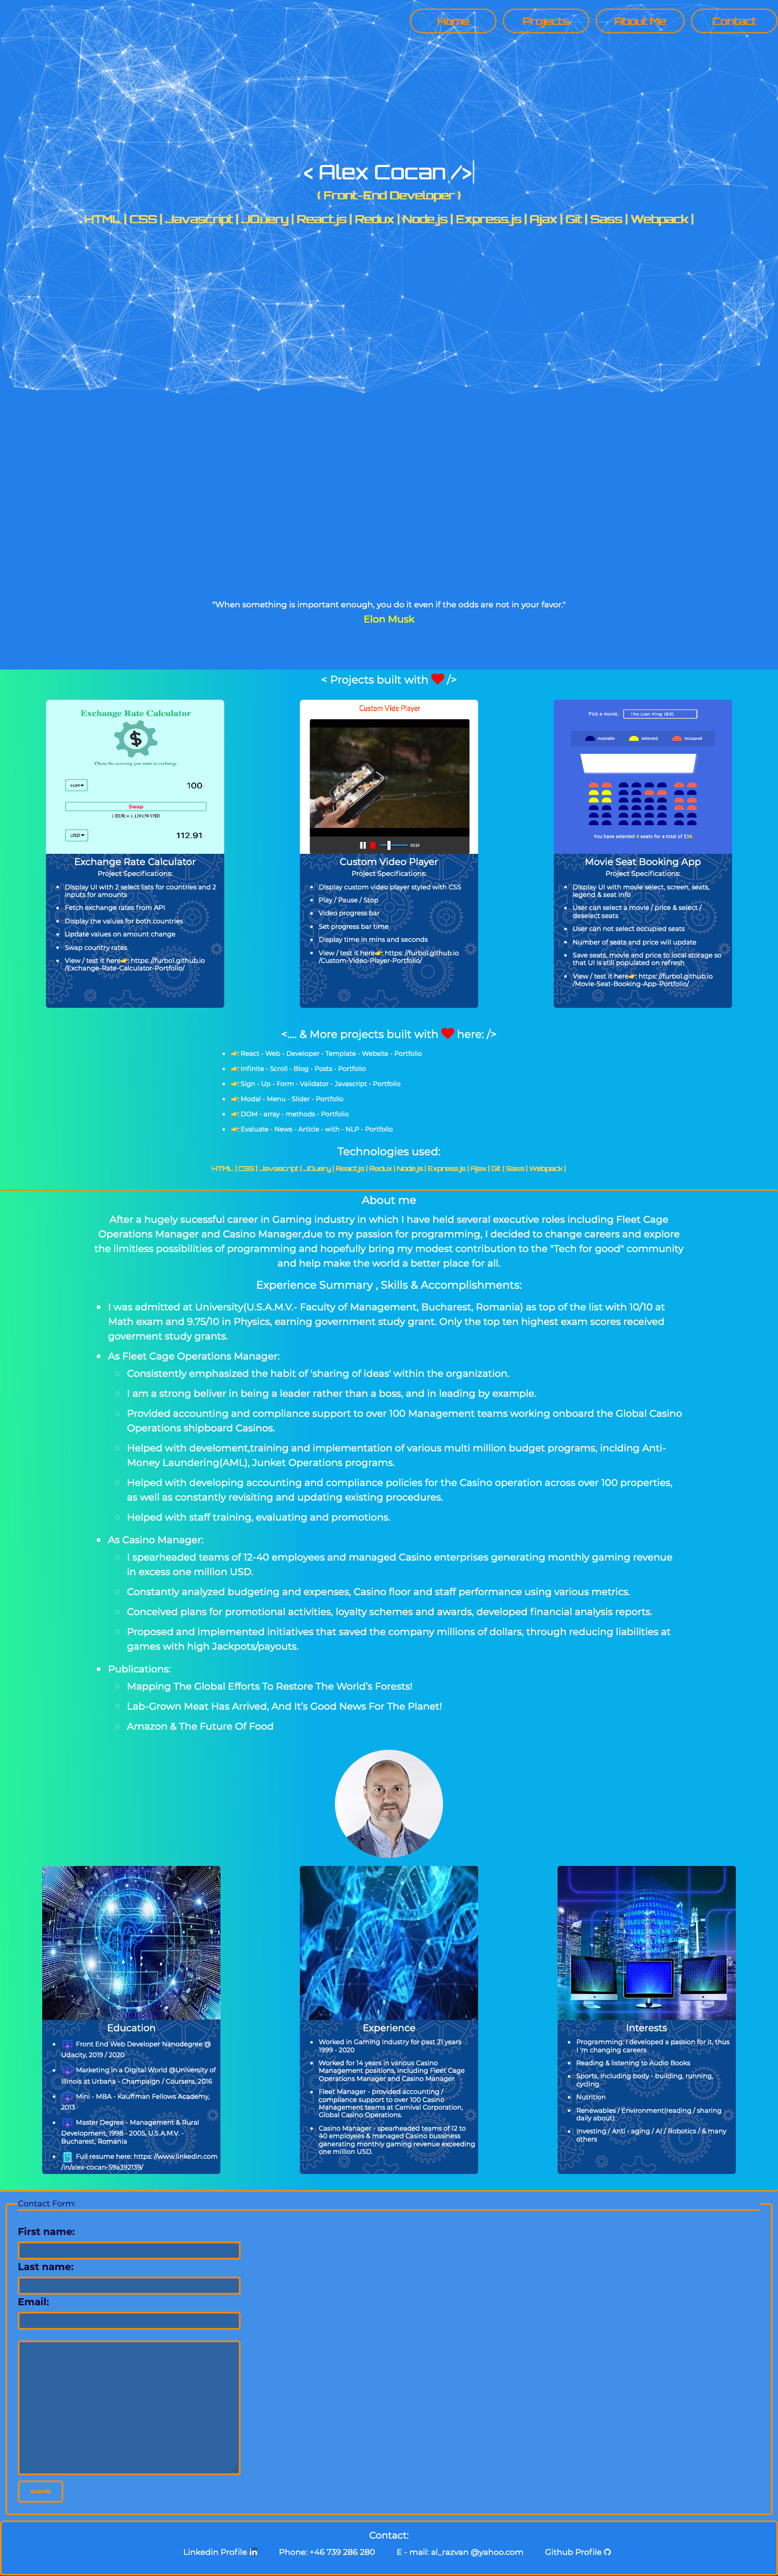 Home Projects About Me Contact
< Alex Cocan />
{ Front-End Developer }
HTML | CSS | Javascript | JQuery | React.js | Redux | Node.js | Express.js | Ajax | Git | Sass | Webpack |
"When something is important enough, you do it even if the odds are not in your favor."
Elon Musk
< Projects built with ❤ />
Exchange Rate Calculator
Chose the currency you want to exchange
EUR 100
Swap
1 EUR = 1.129139 USD
USD 112.91
Exchange Rate Calculator
Project Specifications:
Display UI with 2 select lists for countries and 2
inputs for amounts
Fetch exchange rates from API
Display the values for both countries
Update values on amount change
Swap country rates
View / test it here👉: https: //furbol.github.io
/Exchange-Rate-Calculator-Portfolio/
Custom Vide Player
Custom Video Player
Project Specifications:
Display custom video player styled with CSS
Play / Pause / Stop
Video progress bar
Set progress bar time
Display time in mins and seconds
View / test it here👉: https: //furbol.github.io
/Custom-Video-Player-Portfolio/
Pick a movie: The Lion King ($9)
Available Selected Occupied
You have selected 4 seats for a total of $36
Movie Seat Booking App
Project Specifications:
Display UI with movie select, screen, seats,
legend & seat info
User can select a movie / price & select /
deselect seats
User can not select occupied seats
Number of seats and price will update
Save seats, movie and price to local storage so
that UI is still populated on refresh
View / test it here👉: https: //furbol.github.io
/Movie-Seat-Booking-App-Portfolio/
<.... & More projects built with ❤ here: />
👉: React - Web - Developer - Template - Website - Portfolio
👉: Infinite - Scroll - Blog - Posts - Portfolio
👉: Sign - Up - Form - Validator - Javascript - Portfolio
👉: Modal - Menu - Slider - Portfolio
👉: DOM - array - methods - Portfolio
👉: Evaluate - News - Article - with - NLP - Portfolio
Technologies used:
HTML | CSS | Javascript | JQuery | React.js | Redux | Node.js | Express.js | Ajax | Git | Sass | Webpack |
About me
After a hugely sucessful career in Gaming industry in which I have held several executive roles including Fleet Cage
Operations Manager and Casino Manager,due to my passion for programming, I decided to change careers and explore
the limitless possibilities of programming and hopefully bring my modest contribution to the "Tech for good" community
and help make the world a better place for all.
Experience Summary , Skills & Accomplishments:
I was admitted at University(U.S.A.M.V.- Faculty of Management, Bucharest, Romania) as top of the list with 10/10 at
Math exam and 9.75/10 in Physics, earning government study grant. Only the top ten highest exam scores received
goverment study grants.
As Fleet Cage Operations Manager:
Consistently emphasized the habit of 'sharing of ideas' within the organization.
I am a strong beliver in being a leader rather than a boss, and in leading by example.
Provided accounting and compliance support to over 100 Management teams working onboard the Global Casino
Operations shipboard Casinos.
Helped with develoment,training and implementation of various multi million budget programs, inclding Anti-
Money Laundering(AML), Junket Operations programs.
Helped with developing accounting and compliance policies for the Casino operation across over 100 properties,
as well as constantly revisiting and updating existing procedures.
Helped with staff training, evaluating and promotions.
As Casino Manager:
I spearheaded teams of 12-40 employees and managed Casino enterprises generating monthly gaming revenue
in excess one million USD.
Constantly analyzed budgeting and expenses, Casino floor and staff performance using various metrics.
Conceived plans for promotional activities, loyalty schemes and awards, developed financial analysis reports.
Proposed and implemented initiatives that saved the company millions of dollars, through reducing liabilities at
games with high Jackpots/payouts.
Publications:
Mapping The Global Efforts To Restore The World's Forests!
Lab-Grown Meat Has Arrived, And It's Good News For The Planet!
Amazon & The Future Of Food
Education
Front End Web Developer Nanodegree @
Udacity, 2019 / 2020
Marketing in a Digital World @University of
Illinois at Urbana - Champaign / Coursera, 2016
Mini - MBA - Kauffman Fellows Academy,
2013
Master Degree - Management & Rural
Development, 1998 - 2005, U.S.A.M.V. -
Bucharest, Romania
Full resume here: https: //www.linkedin.com
/in/alex-cocan-59a392139/
Experience
Worked in Gaming Industry for past 21 years
1999 - 2020
Worked for 14 years in various Casino
Management positions, including Fleet Cage
Operations Manager and Casino Manager
Fleet Manager - provided accounting /
compliance support to over 100 Casino
Management teams at Carnival Corporation,
Global Casino Operations.
Casino Manager - spearheaded teams of 12 to
40 employees & managed Casino bussiness
generating monthly gaming revenue exceeding
one million USD.
Interests
Programming: I developed a passion for it, thus
I 'm changing careers
Reading & listening to Audio Books
Sports, including body - building, running,
cycling
Nutrition
Renewables / Environment(reading / sharing
daily about)
Investing / Anti - aging / AI / Robotics / & many
others
Contact Form:
First name:
Last name:
Email:
Submit
Contact:
Linkedin Profile Phone: +46 739 286 280 E - mail: al_razvan @yahoo.com Github Profile